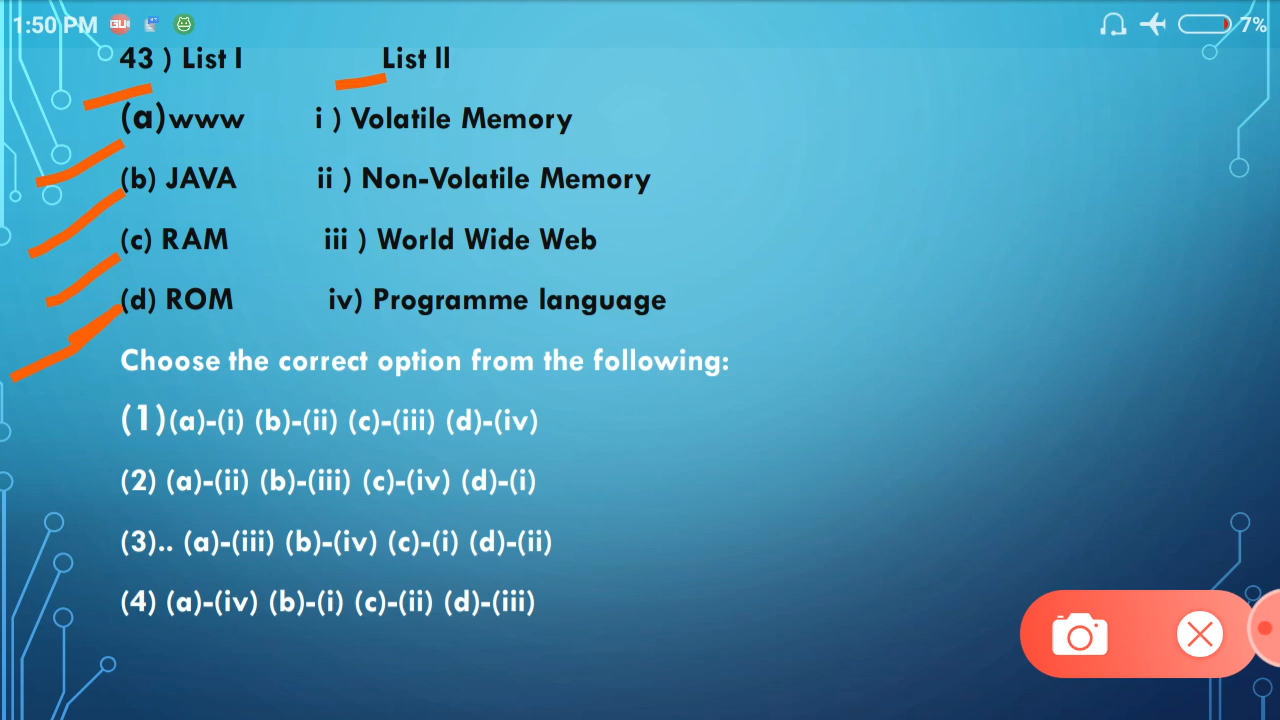 1:50 PM GU 7%
43 ) List I List II
(a)www i ) Volatile Memory
(b) JAVA ii ) Non-Volatile Memory
(c) RAM iii ) World Wide Web
(d) ROM iv) Programme language
Choose the correct option from the following:
(1)(a)-(i) (b)-(ii) (c)-(iii) (d)-(iv)
(2) (a)-(ii) (b)-(iii) (c)-(iv) (d)-(i)
(3).. (a)-(iii) (b)-(iv) (c)-(i) (d)-(ii)
(4) (a)-(iv) (b)-(i) (c)-(ii) (d)-(iii)